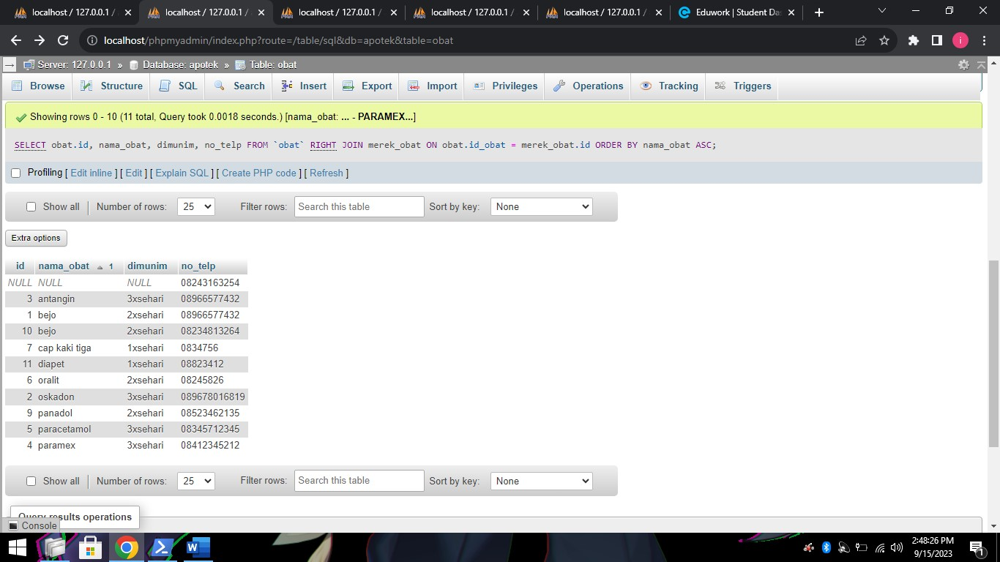 localhost / 127.0.0.1 / localhost / 127.0.0.1 / localhost / 127.0.0.1 / localhost / 127.0.0.1 / localhost / 127.0.0.1 / Eduwork | Student Da
localhost/phpmyadmin/index.php?route=/table/sql&db=apotek&table=obat i
Server: 127.0.0.1 » Database: apotek » Table: obat
Browse Structure SQL Search Insert Export Import Privileges Operations Tracking Triggers
Showing rows 0 - 10 (11 total, Query took 0.0018 seconds.) [nama_obat: ... - PARAMEX...]
SELECT obat.id, nama_obat, dimunim, no_telp FROM `obat` RIGHT JOIN merek_obat ON obat.id_obat = merek_obat.id ORDER BY nama_obat ASC;
Profiling [ Edit inline ] [ Edit ] [ Explain SQL ] [ Create PHP code ] [ Refresh ]
Show all Number of rows: 25 Filter rows: Search this table Sort by key: None
Extra options
id nama_obat 1 dimunim no_telp
NULL NULL NULL 08243163254
3 antangin 3xsehari 08966577432
1 bejo 2xsehari 08966577432
10 bejo 2xsehari 08234813264
7 cap kaki tiga 1xsehari 0834756
11 diapet 1xsehari 08823412
6 oralit 2xsehari 08245826
2 oskadon 3xsehari 089678016819
9 panadol 2xsehari 08523462135
5 paracetamol 3xsehari 08345712345
4 paramex 3xsehari 08412345212
Show all Number of rows: 25 Filter rows: Search this table Sort by key: None
Query results operations
Console
2:48:26 PM
9/15/2023
1